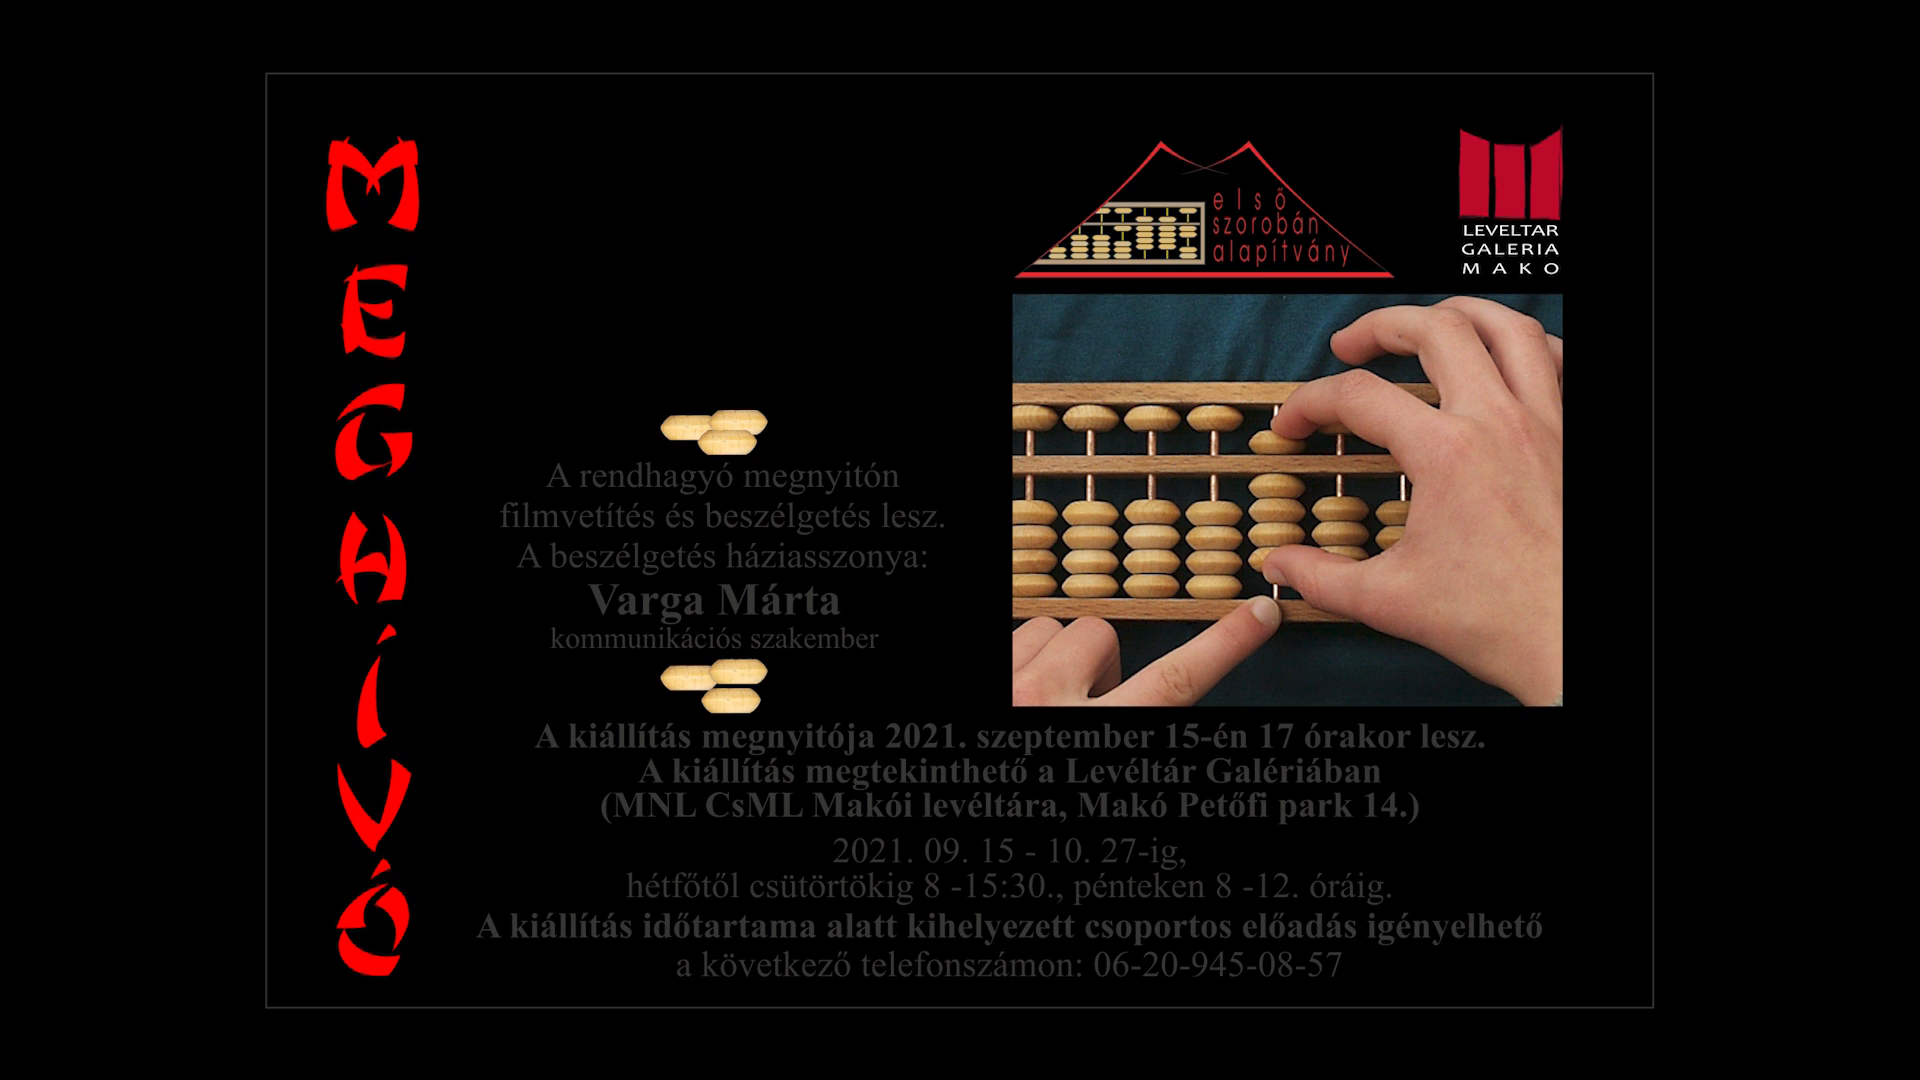 MEGHÍVÓ
első
szorobán
alapítvány
LEVELTAR
GALERIA
MAKO
A rendhagyó megnyitón
filmvetítés és beszélgetés lesz.
A beszélgetés háziasszonya:
Varga Márta
kommunikációs szakember
A kiállítás megnyitója 2021. szeptember 15-én 17 órakor lesz.
A kiállítás megtekinthető a Levéltár Galériában
(MNL CsML Makói levéltára, Makó Petőfi park 14.)
2021. 09. 15 - 10. 27-ig,
hétfőtől csütörtökig 8 -15:30., pénteken 8 -12. óráig.
A kiállítás időtartama alatt kihelyezett csoportos előadás igényelhető
a következő telefonszámon: 06-20-945-08-57